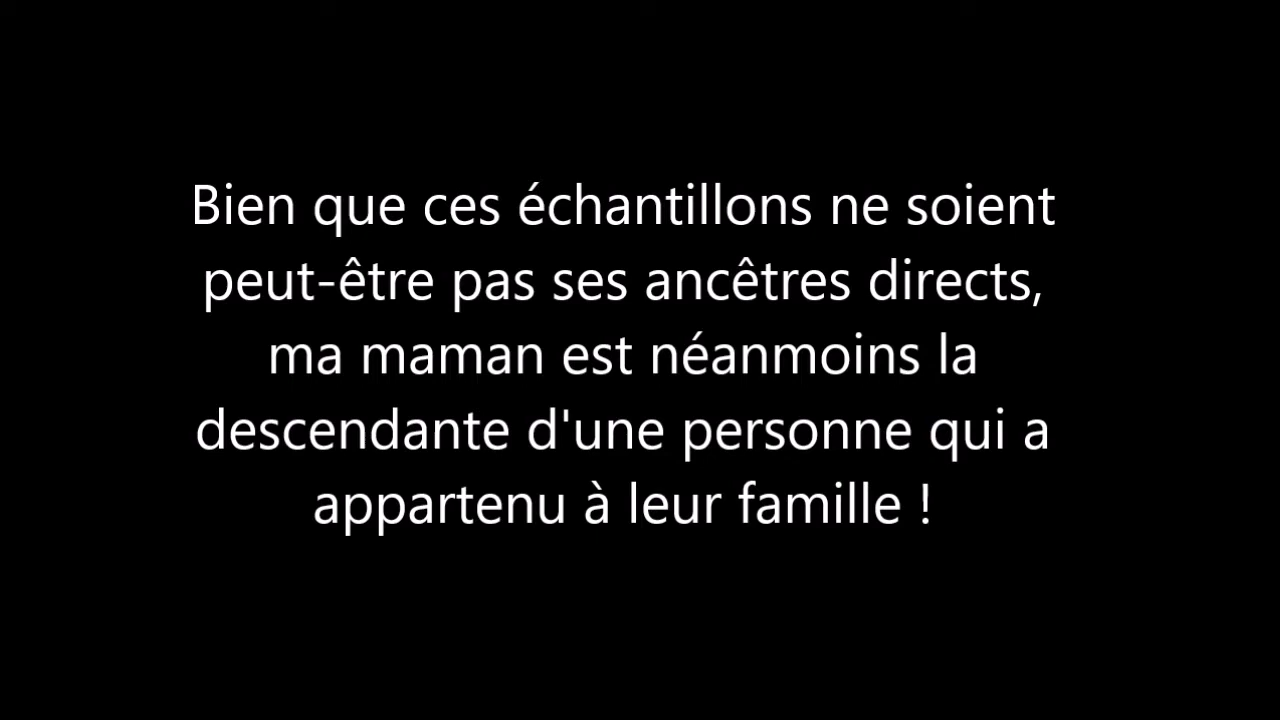 Bien que ces échantillons ne soient
peut-être pas ses ancêtres directs,
ma maman est néanmoins la
descendante d'une personne qui a
appartenu à leur famille !